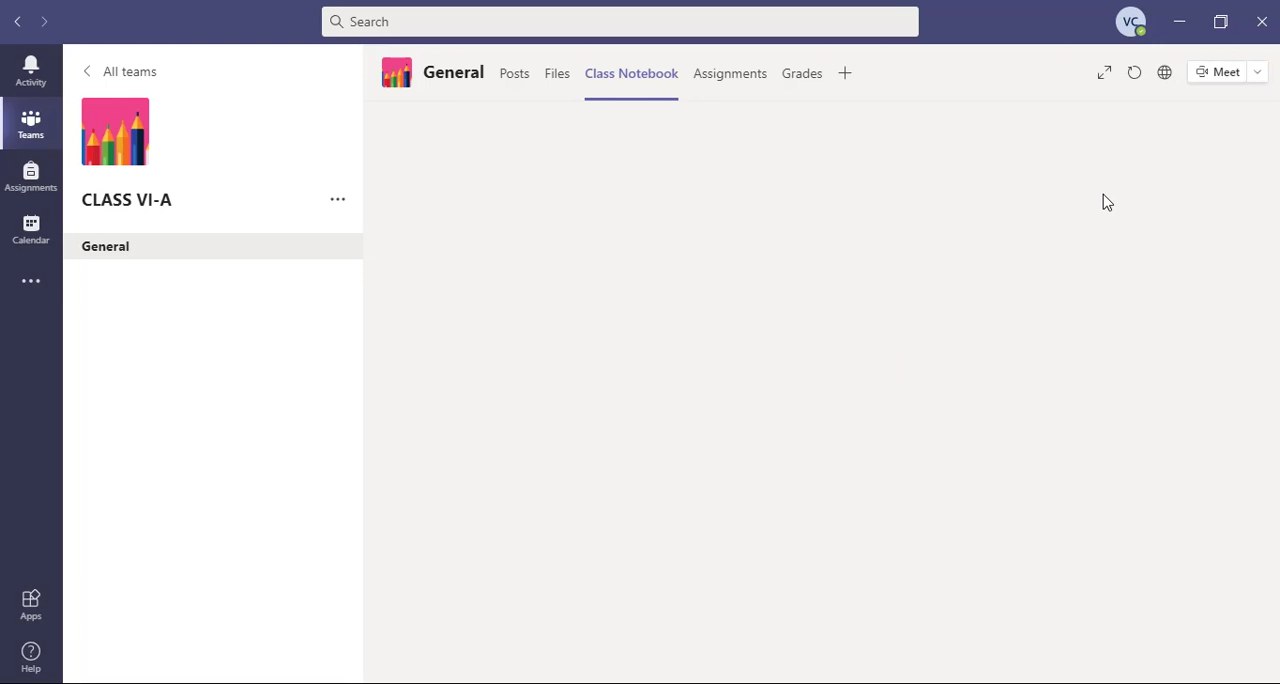 Search
VC
Activity
Teams
Assignments
Calendar
Apps
Help
All teams
CLASS VI-A
General
General
Posts
Files
Class Notebook
Assignments
Grades
Meet